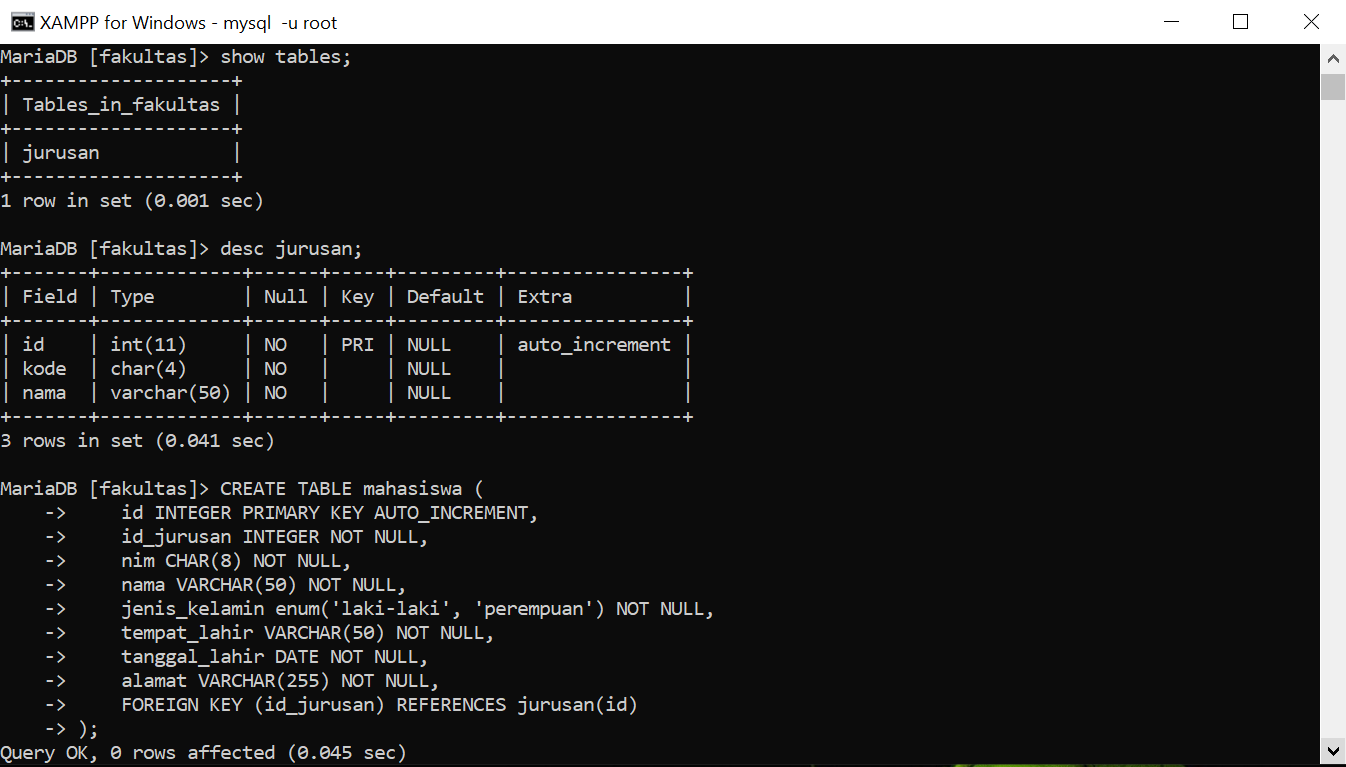 XAMPP for Windows - mysql  -u root
MariaDB [fakultas]> show tables;
+--------------------+
| Tables_in_fakultas |
+--------------------+
| jurusan            |
+--------------------+
1 row in set (0.001 sec)

MariaDB [fakultas]> desc jurusan;
+-------+-------------+------+-----+---------+----------------+
| Field | Type        | Null | Key | Default | Extra          |
+-------+-------------+------+-----+---------+----------------+
| id    | int(11)     | NO   | PRI | NULL    | auto_increment |
| kode  | char(4)     | NO   |     | NULL    |                |
| nama  | varchar(50) | NO   |     | NULL    |                |
+-------+-------------+------+-----+---------+----------------+
3 rows in set (0.041 sec)

MariaDB [fakultas]> CREATE TABLE mahasiswa (
    ->     id INTEGER PRIMARY KEY AUTO_INCREMENT,
    ->     id_jurusan INTEGER NOT NULL,
    ->     nim CHAR(8) NOT NULL,
    ->     nama VARCHAR(50) NOT NULL,
    ->     jenis_kelamin enum('laki-laki', 'perempuan') NOT NULL,
    ->     tempat_lahir VARCHAR(50) NOT NULL,
    ->     tanggal_lahir DATE NOT NULL,
    ->     alamat VARCHAR(255) NOT NULL,
    ->     FOREIGN KEY (id_jurusan) REFERENCES jurusan(id)
    -> );
Query OK, 0 rows affected (0.045 sec)